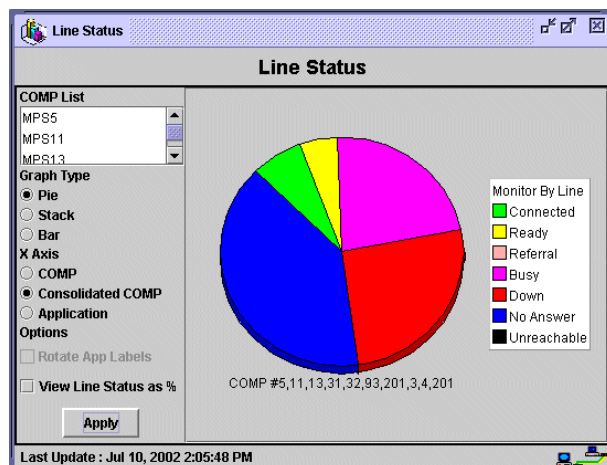 Line Status
Line Status
COMP List
MPS5
MPS11
MPS13
Graph Type
Pie
Stack
Bar
X Axis
COMP
Consolidated COMP
Application
Options
Rotate App Labels
View Line Status as %
Apply
COMP #5,11,13,31,32,93,201,3,4,201
Monitor By Line
Connected
Ready
Referral
Busy
Down
No Answer
Unreachable
Last Update : Jul 10, 2002 2:05:48 PM